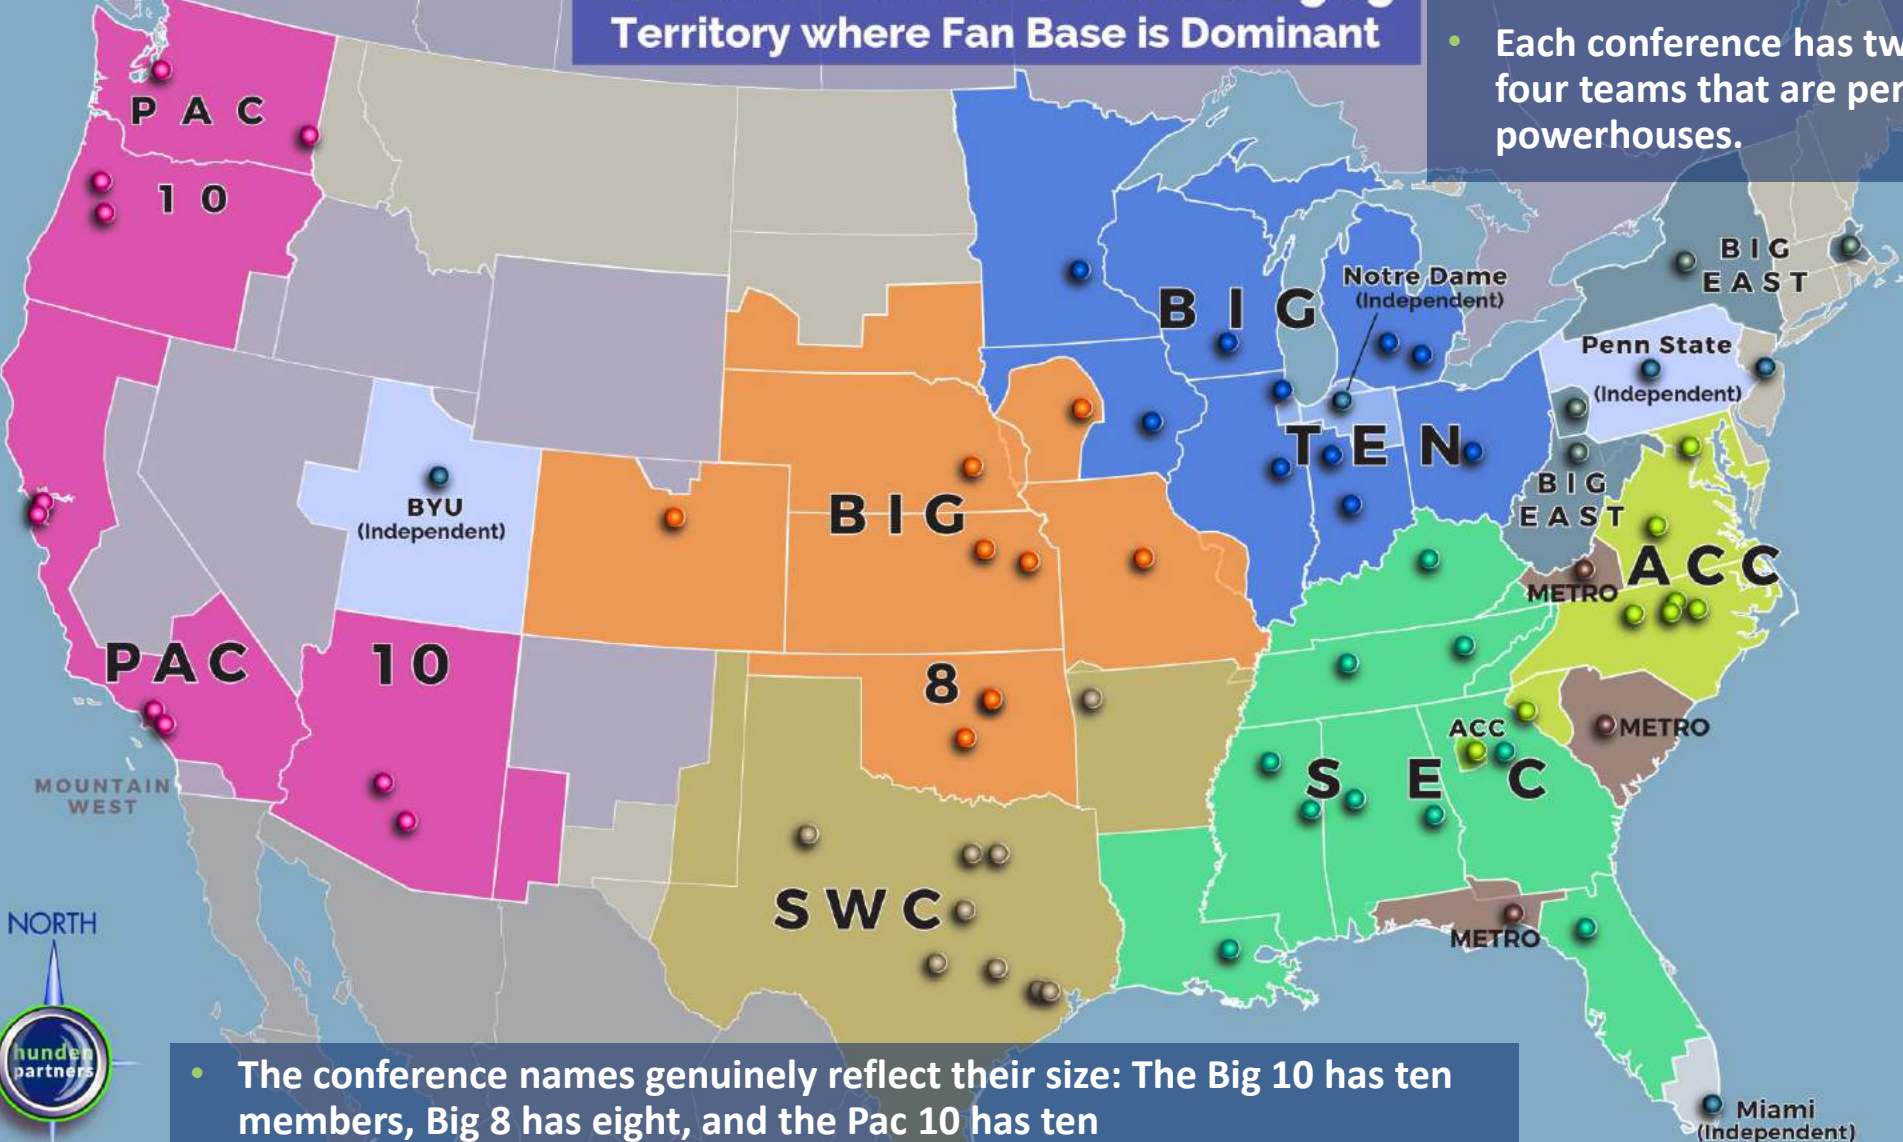 Territory where Fan Base is Dominant
• Each conference has
four teams that are
powerhouses.
PAC
10
BIG
TEN
Notre Dame
(Independent)
BIG
EAST
Penn State
(Independent)
BYU
(Independent)
BIG
8
BIG
EAST
ACC
METRO
PAC
10
METRO
ACC
SEC
MOUNTAIN
WEST
SWC
METRO
NORTH
hunden
partners
• The conference names genuinely reflect their size: The Big 10 has ten
members, Big 8 has eight, and the Pac 10 has ten
Miami
(Independent)